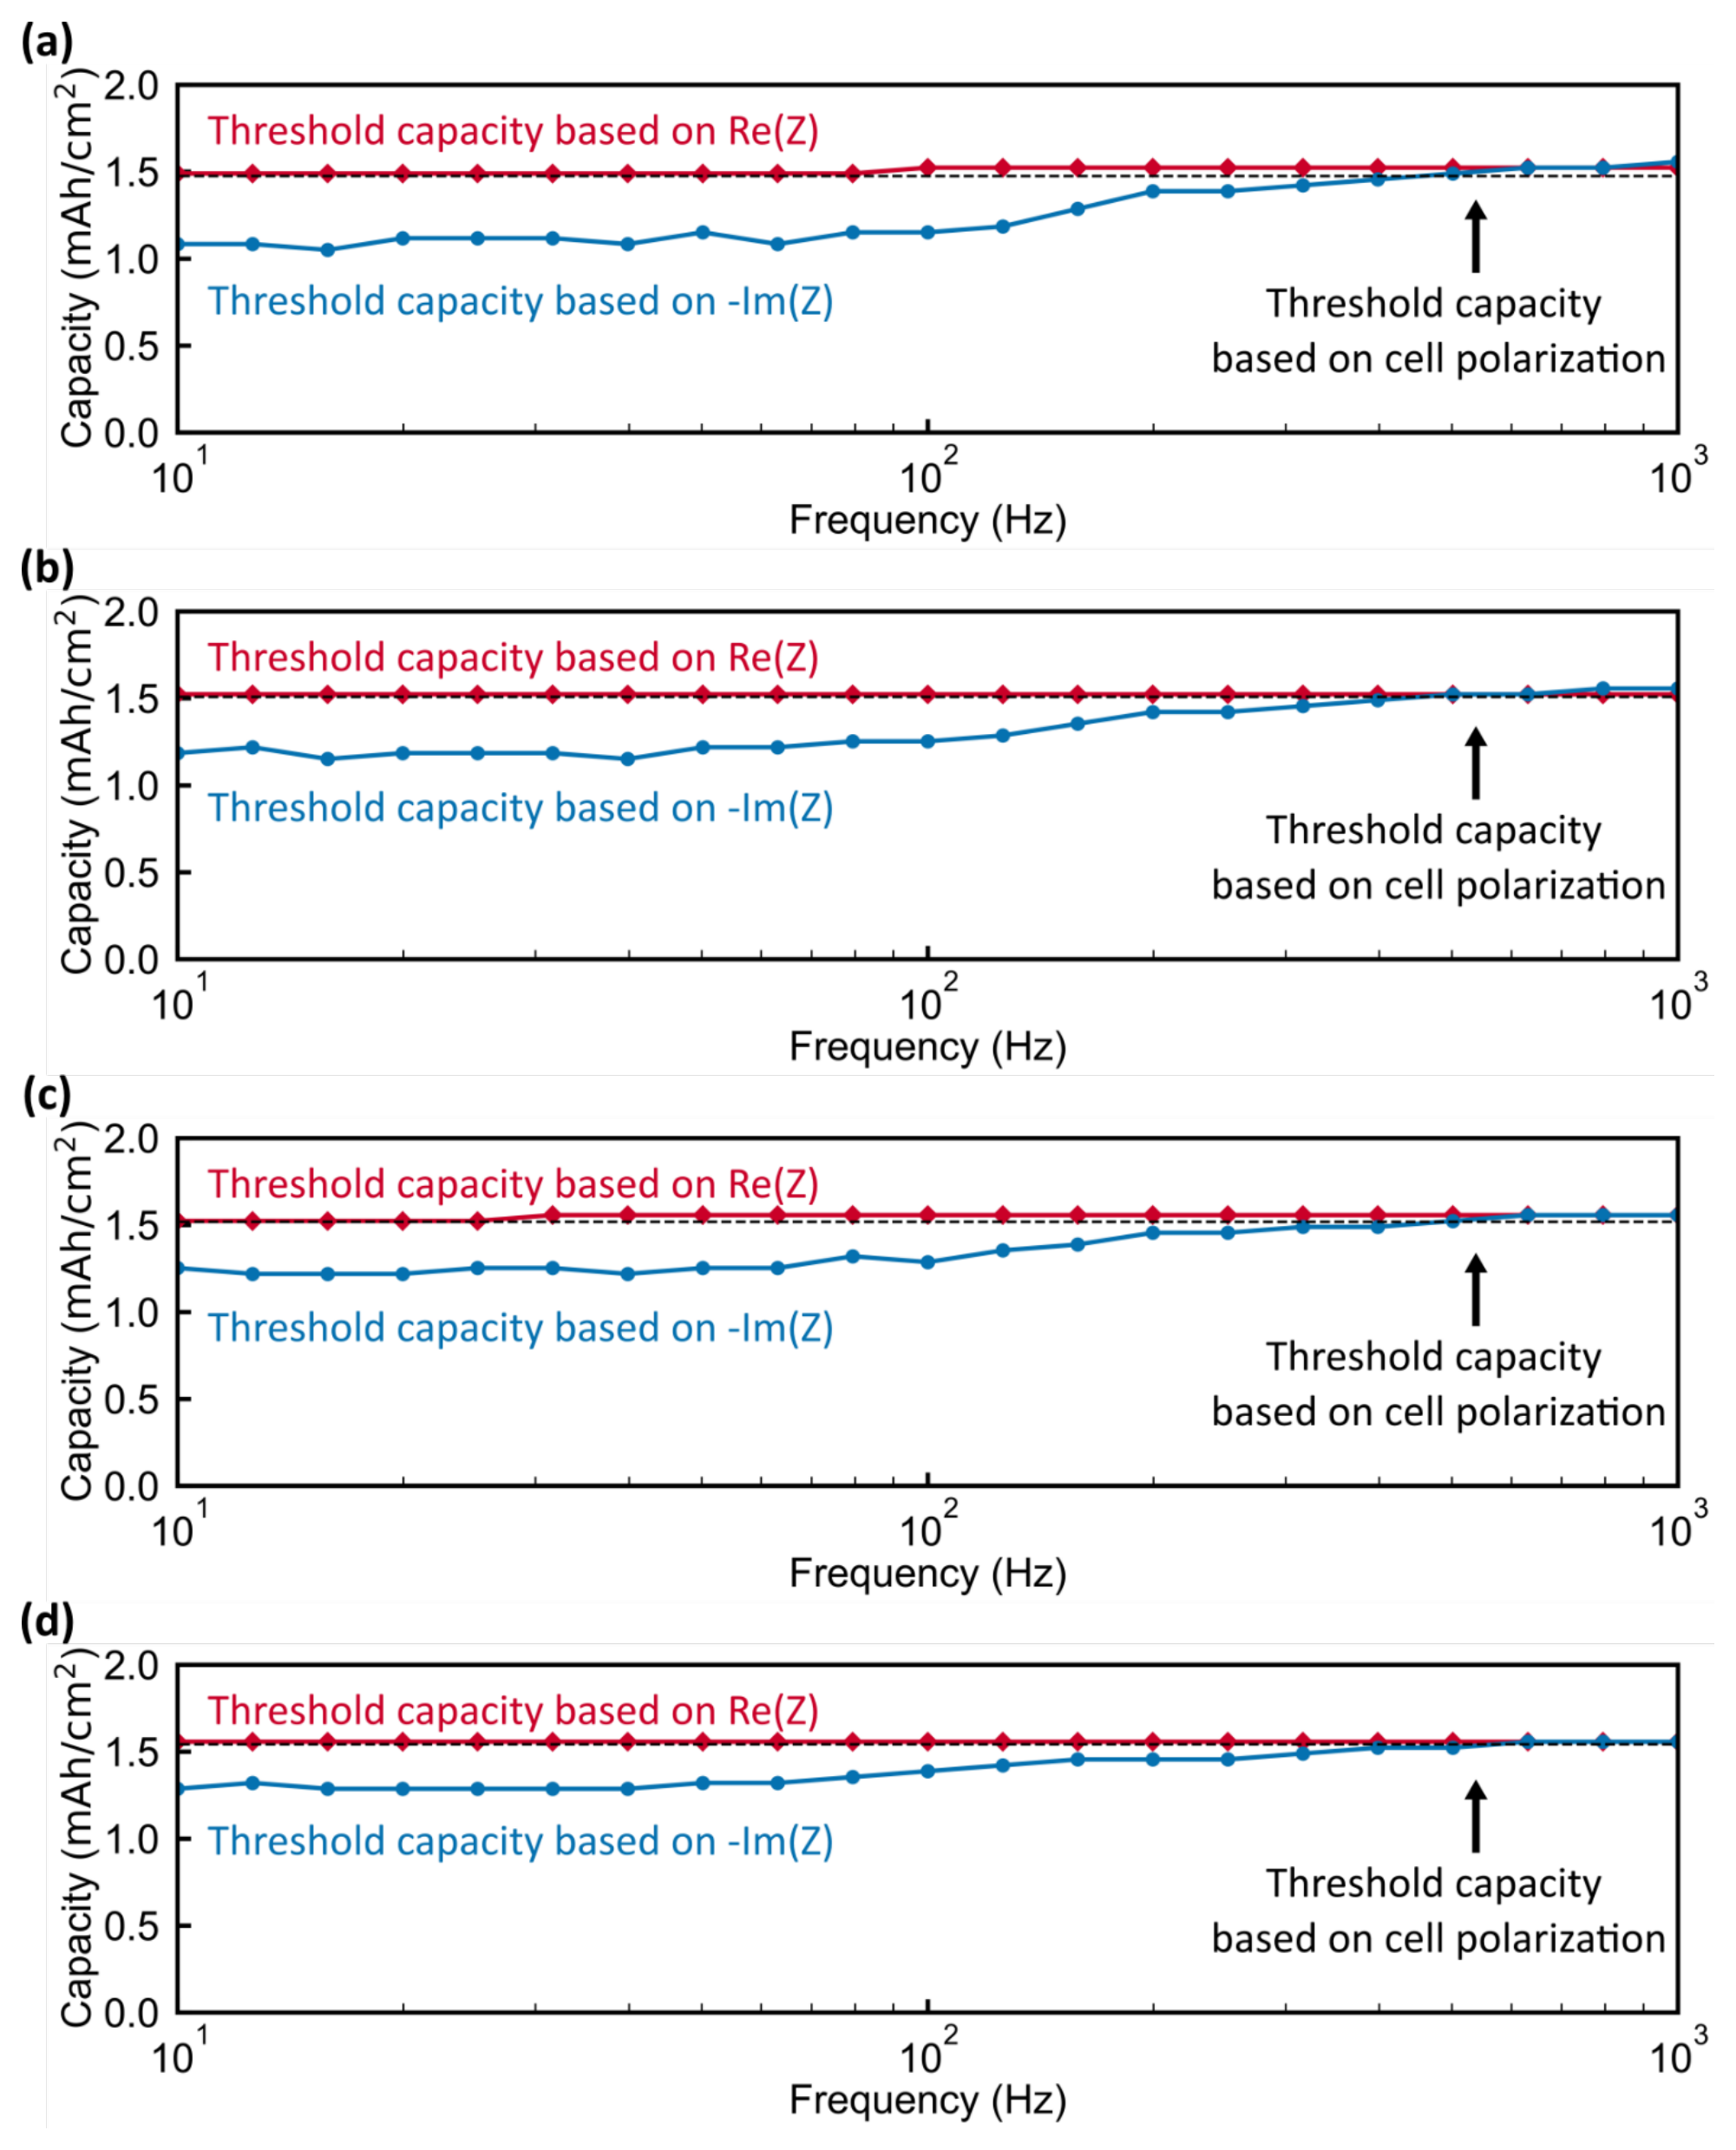 (a)
Capacity (mAh/cm²)
2.0
1.5
1.0
0.5
0.0
Threshold capacity based on Re(Z)
Threshold capacity based on -Im(Z)
Threshold capacity
based on cell polarization
10¹ 10² 10³
Frequency (Hz)
(b)
Capacity (mAh/cm²)
2.0
1.5
1.0
0.5
0.0
Threshold capacity based on Re(Z)
Threshold capacity based on -Im(Z)
Threshold capacity
based on cell polarization
10¹ 10² 10³
Frequency (Hz)
(c)
Capacity (mAh/cm²)
2.0
1.5
1.0
0.5
0.0
Threshold capacity based on Re(Z)
Threshold capacity based on -Im(Z)
Threshold capacity
based on cell polarization
10¹ 10² 10³
Frequency (Hz)
(d)
Capacity (mAh/cm²)
2.0
1.5
1.0
0.5
0.0
Threshold capacity based on Re(Z)
Threshold capacity based on -Im(Z)
Threshold capacity
based on cell polarization
10¹ 10² 10³
Frequency (Hz)